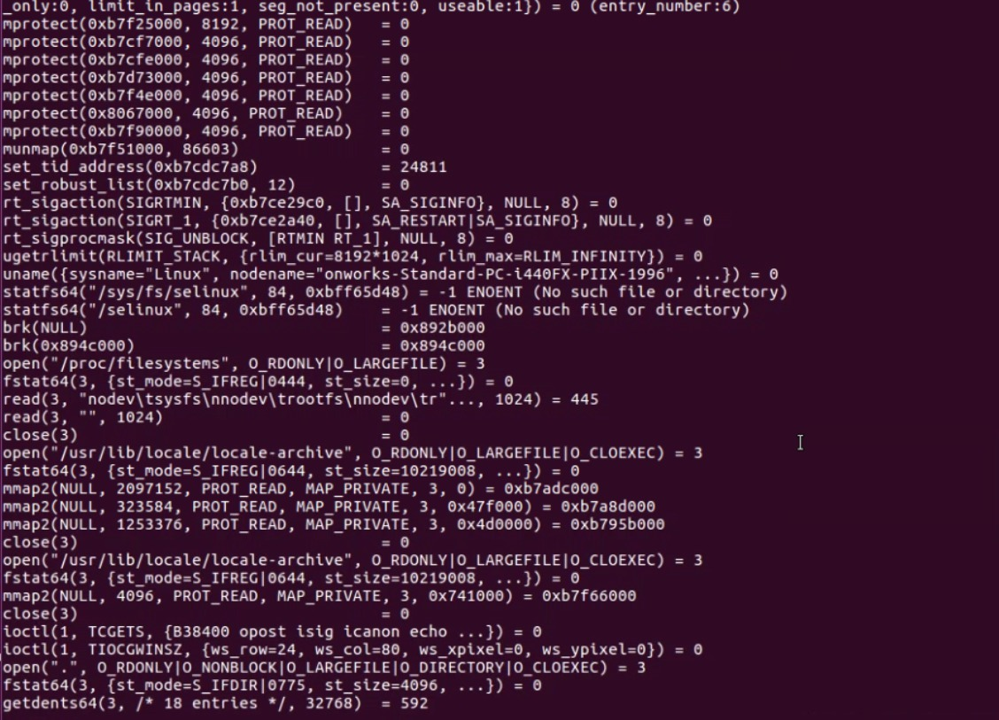 _only:0, limit_in_pages:1, seg_not_present:0, useable:1}) = 0 (entry_number:6)
mprotect(0xb7f25000, 8192, PROT_READ)   = 0
mprotect(0xb7cf7000, 4096, PROT_READ)   = 0
mprotect(0xb7cfe000, 4096, PROT_READ)   = 0
mprotect(0xb7d73000, 4096, PROT_READ)   = 0
mprotect(0xb7f4e000, 4096, PROT_READ)   = 0
mprotect(0x8067000, 4096, PROT_READ)    = 0
mprotect(0xb7f90000, 4096, PROT_READ)   = 0
munmap(0xb7f51000, 86603)               = 0
set_tid_address(0xb7cdc7a8)             = 24811
set_robust_list(0xb7cdc7b0, 12)         = 0
rt_sigaction(SIGRTMIN, {0xb7ce29c0, [], SA_SIGINFO}, NULL, 8) = 0
rt_sigaction(SIGRT_1, {0xb7ce2a40, [], SA_RESTART|SA_SIGINFO}, NULL, 8) = 0
rt_sigprocmask(SIG_UNBLOCK, [RTMIN RT_1], NULL, 8) = 0
ugetrlimit(RLIMIT_STACK, {rlim_cur=8192*1024, rlim_max=RLIM_INFINITY}) = 0
uname({sysname="Linux", nodename="onworks-Standard-PC-i440FX-PIIX-1996", ...}) = 0
statfs64("/sys/fs/selinux", 84, 0xbff65d48) = -1 ENOENT (No such file or directory)
statfs64("/selinux", 84, 0xbff65d48)    = -1 ENOENT (No such file or directory)
brk(NULL)                               = 0x892b000
brk(0x894c000)                          = 0x894c000
open("/proc/filesystems", O_RDONLY|O_LARGEFILE) = 3
fstat64(3, {st_mode=S_IFREG|0444, st_size=0, ...}) = 0
read(3, "nodev\tsysfs\nnodev\trootfs\nnodev\tr"..., 1024) = 445
read(3, "", 1024)                       = 0
close(3)                                = 0
open("/usr/lib/locale/locale-archive", O_RDONLY|O_LARGEFILE|O_CLOEXEC) = 3
fstat64(3, {st_mode=S_IFREG|0644, st_size=10219008, ...}) = 0
mmap2(NULL, 2097152, PROT_READ, MAP_PRIVATE, 3, 0) = 0xb7adc000
mmap2(NULL, 323584, PROT_READ, MAP_PRIVATE, 3, 0x47f000) = 0xb7a8d000
mmap2(NULL, 1253376, PROT_READ, MAP_PRIVATE, 3, 0x4d0000) = 0xb795b000
close(3)                                = 0
open("/usr/lib/locale/locale-archive", O_RDONLY|O_LARGEFILE|O_CLOEXEC) = 3
fstat64(3, {st_mode=S_IFREG|0644, st_size=10219008, ...}) = 0
mmap2(NULL, 4096, PROT_READ, MAP_PRIVATE, 3, 0x741000) = 0xb7f66000
close(3)                                = 0
ioctl(1, TCGETS, {B38400 opost isig icanon echo ...}) = 0
ioctl(1, TIOCGWINSZ, {ws_row=24, ws_col=80, ws_xpixel=0, ws_ypixel=0}) = 0
open(".", O_RDONLY|O_NONBLOCK|O_LARGEFILE|O_DIRECTORY|O_CLOEXEC) = 3
fstat64(3, {st_mode=S_IFDIR|0775, st_size=4096, ...}) = 0
getdents64(3, /* 18 entries */, 32768)  = 592